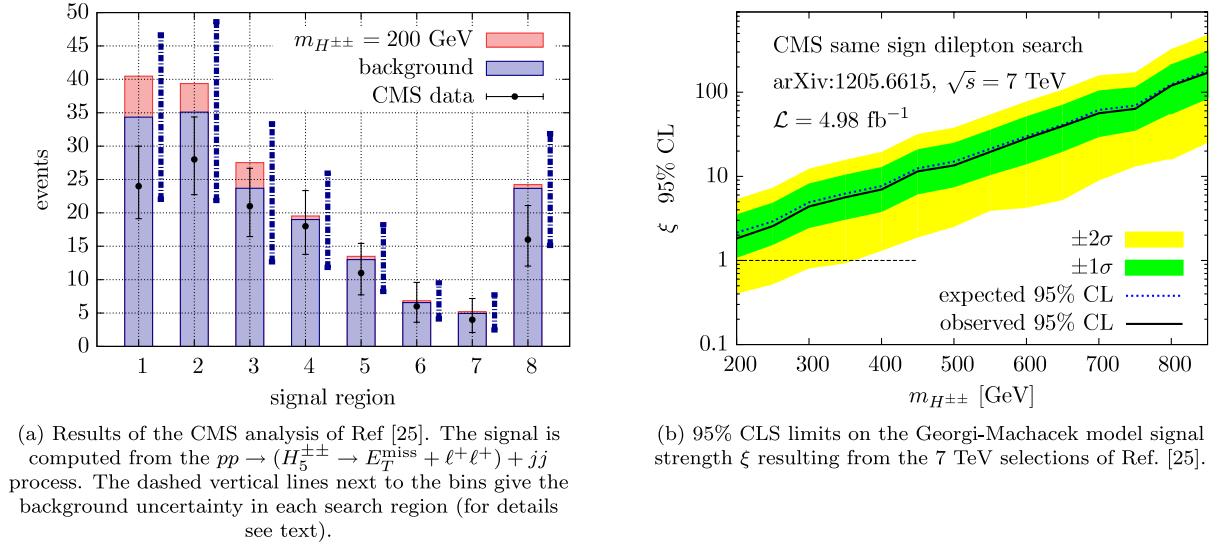 50
45
40
35
30
25
20
15
10
5
0
events
1 2 3 4 5 6 7 8
signal region
m_{H^{±±}} = 200 GeV
background
CMS data
(a) Results of the CMS analysis of Ref [25]. The signal is
computed from the pp → (H_5^{±±} → E_T^{miss} + ℓ^+ℓ^+) + jj
process. The dashed vertical lines next to the bins give the
background uncertainty in each search region (for details
see text).
ξ 95% CL
100
10
1
0.1
CMS same sign dilepton search
arXiv:1205.6615, √s = 7 TeV
ℒ = 4.98 fb^{−1}
±2σ
±1σ
expected 95% CL
observed 95% CL
200 300 400 500 600 700 800
m_{H^{±±}} [GeV]
(b) 95% CLS limits on the Georgi-Machacek model signal
strength ξ resulting from the 7 TeV selections of Ref. [25].